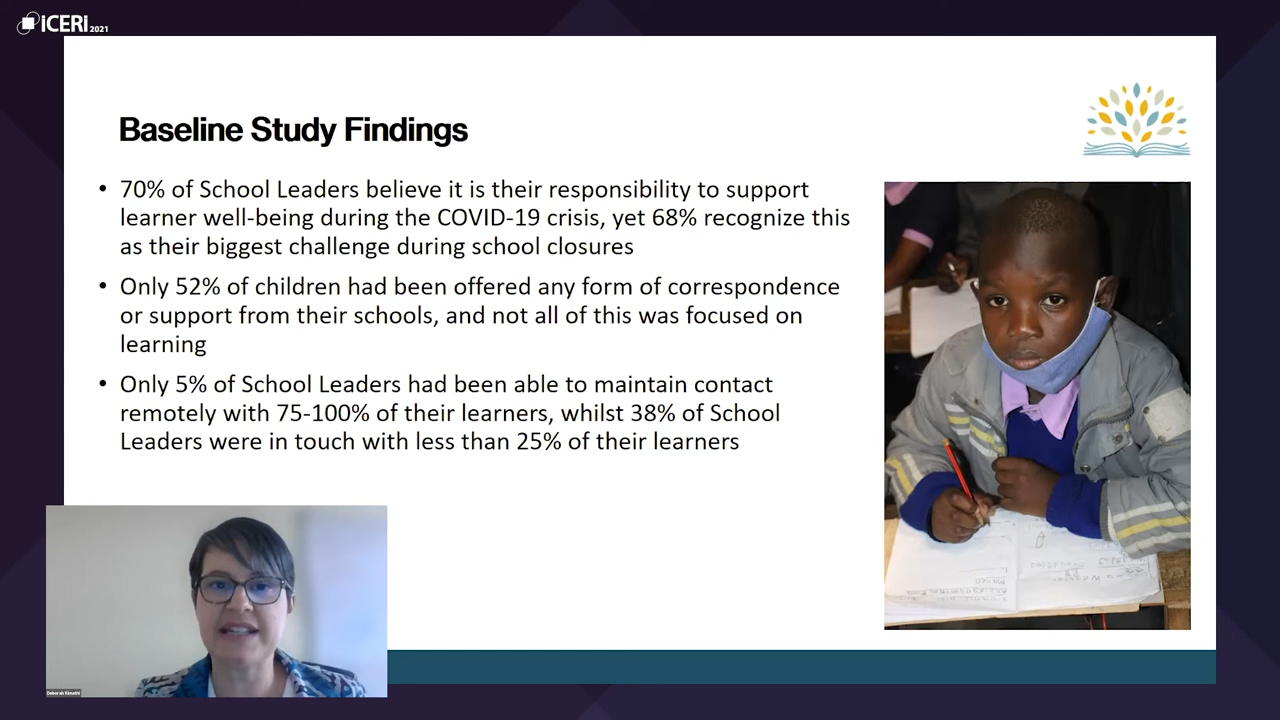 iCERi 2021
Baseline Study Findings
• 70% of School Leaders believe it is their responsibility to support
learner well-being during the COVID-19 crisis, yet 68% recognize this
as their biggest challenge during school closures
• Only 52% of children had been offered any form of correspondence
or support from their schools, and not all of this was focused on
learning
• Only 5% of School Leaders had been able to maintain contact
remotely with 75-100% of their learners, whilst 38% of School
Leaders were in touch with less than 25% of their learners
Deborah Kimathi